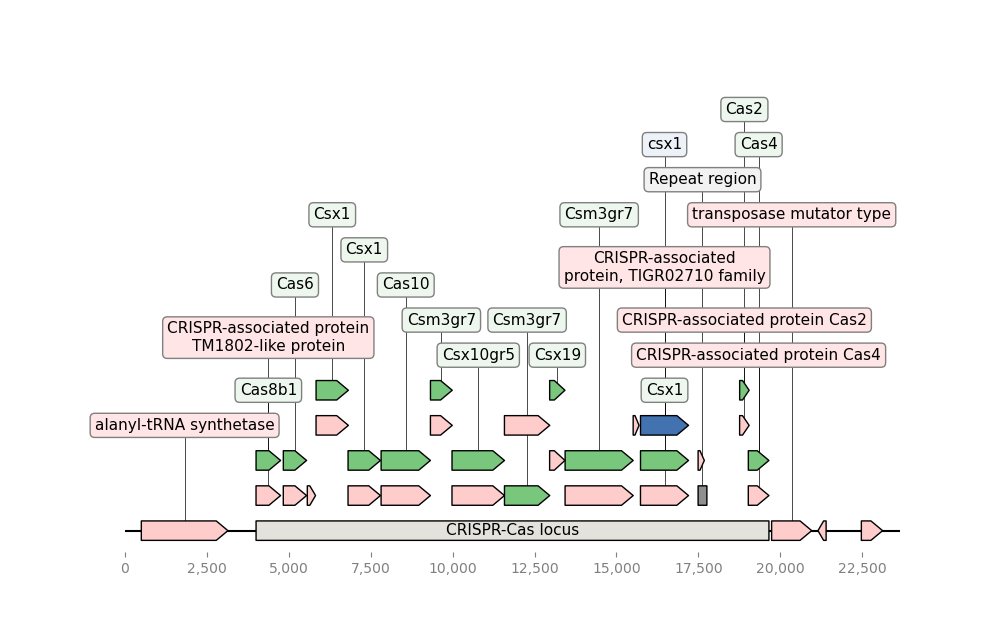 Cas2
csx1
Cas4
Repeat region
Csx1
Csm3gr7
transposase mutator type
Csx1
CRISPR-associated
protein, TIGR02710 family
Cas6
Cas10
CRISPR-associated protein
TM1802-like protein
Csm3gr7
Csm3gr7
CRISPR-associated protein Cas2
Csx10gr5
Csx19
CRISPR-associated protein Cas4
Cas8b1
Csx1
alanyl-tRNA synthetase
CRISPR-Cas locus
0
2,500
5,000
7,500
10,000
12,500
15,000
17,500
20,000
22,500